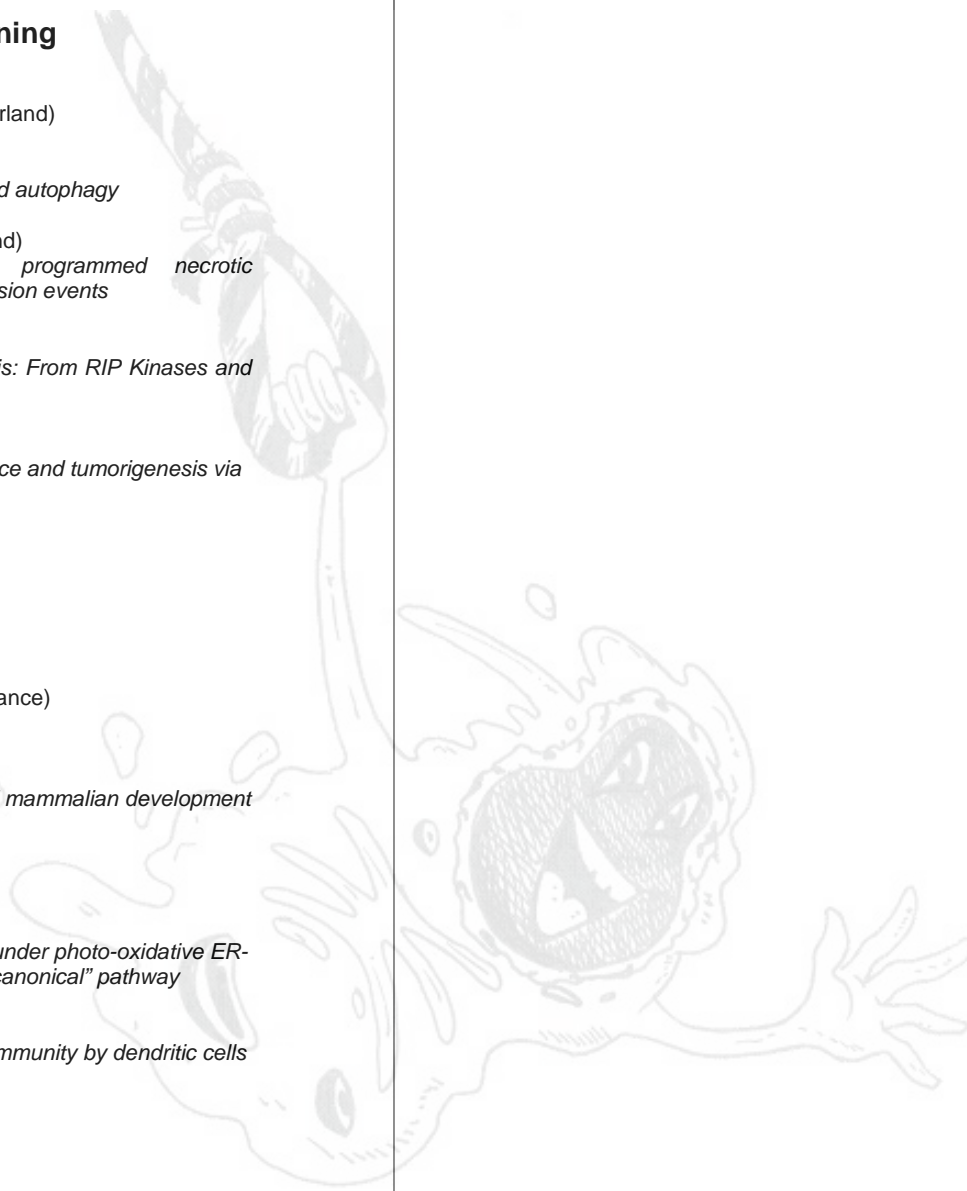 ning
rland)
d autophagy
nd)
programmed necrotic
sion events
is: From RIP Kinases and
ce and tumorigenesis via
ance)
mammalian development
under photo-oxidative ER-
canonical” pathway
mmunity by dendritic cells